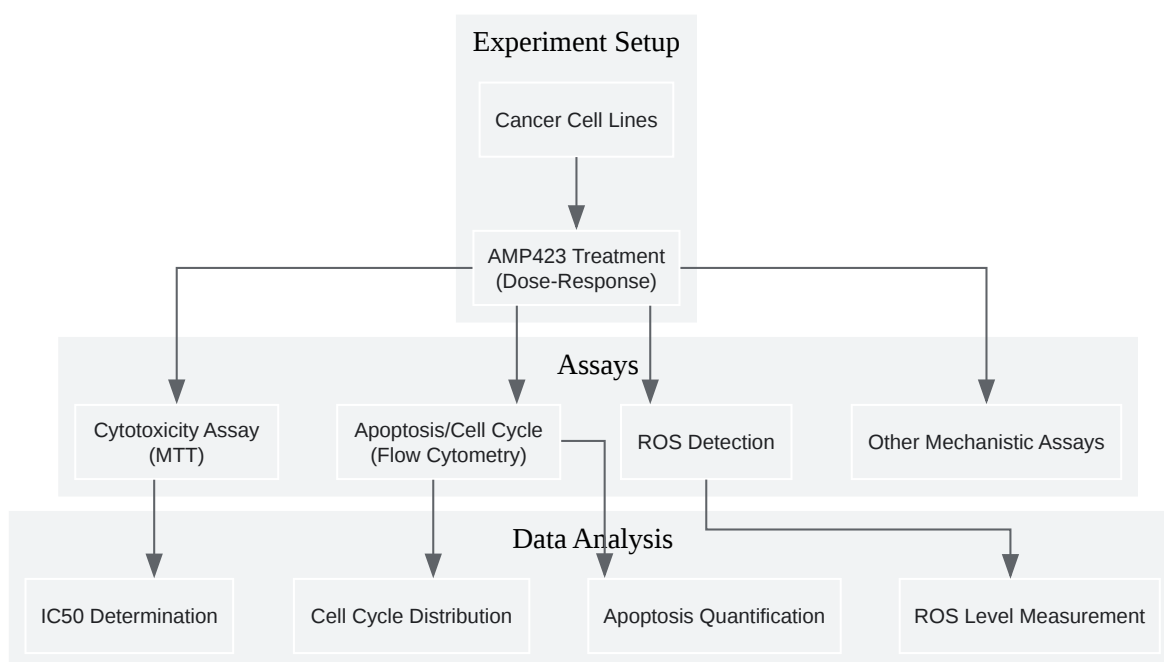 Experiment Setup
Cancer Cell Lines
AMP423 Treatment
(Dose-Response)
Assays
Cytotoxicity Assay
(MTT)
Apoptosis/Cell Cycle
(Flow Cytometry)
ROS Detection
Other Mechanistic Assays
Data Analysis
IC50 Determination
Cell Cycle Distribution
Apoptosis Quantification
ROS Level Measurement